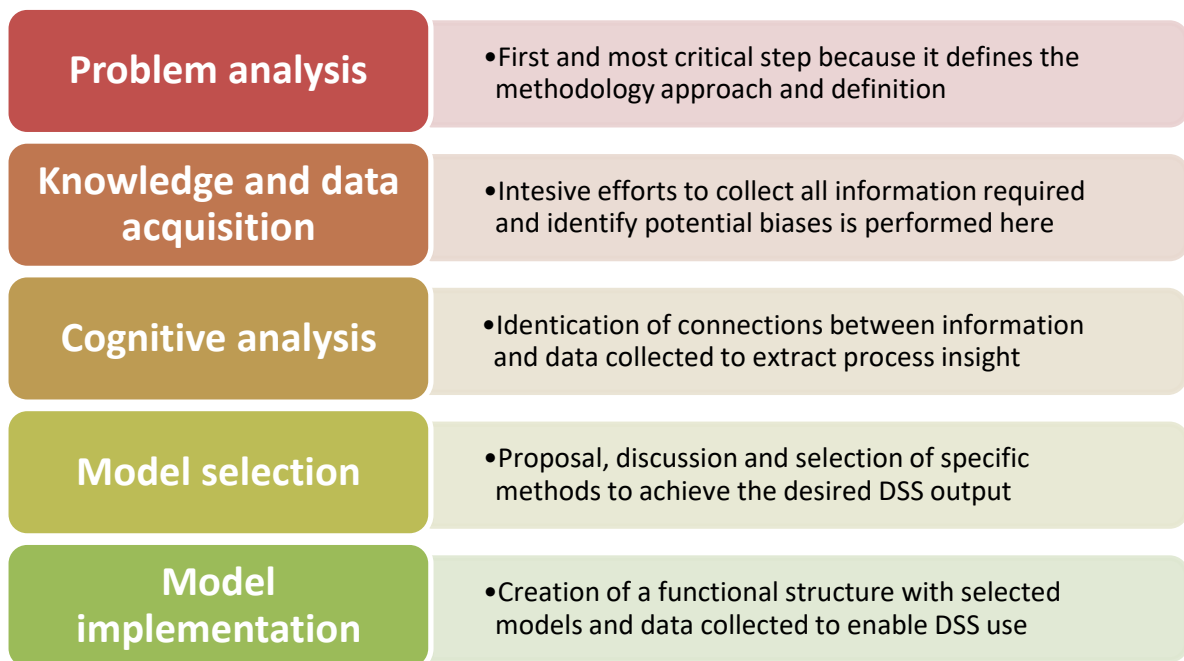 Problem analysis
•First and most critical step because it defines the
methodology approach and definition
Knowledge and data
acquisition
•Intesive efforts to collect all information required
and identify potential biases is performed here
Cognitive analysis
•Identication of connections between information
and data collected to extract process insight
Model selection
•Proposal, discussion and selection of specific
methods to achieve the desired DSS output
Model
implementation
•Creation of a functional structure with selected
models and data collected to enable DSS use